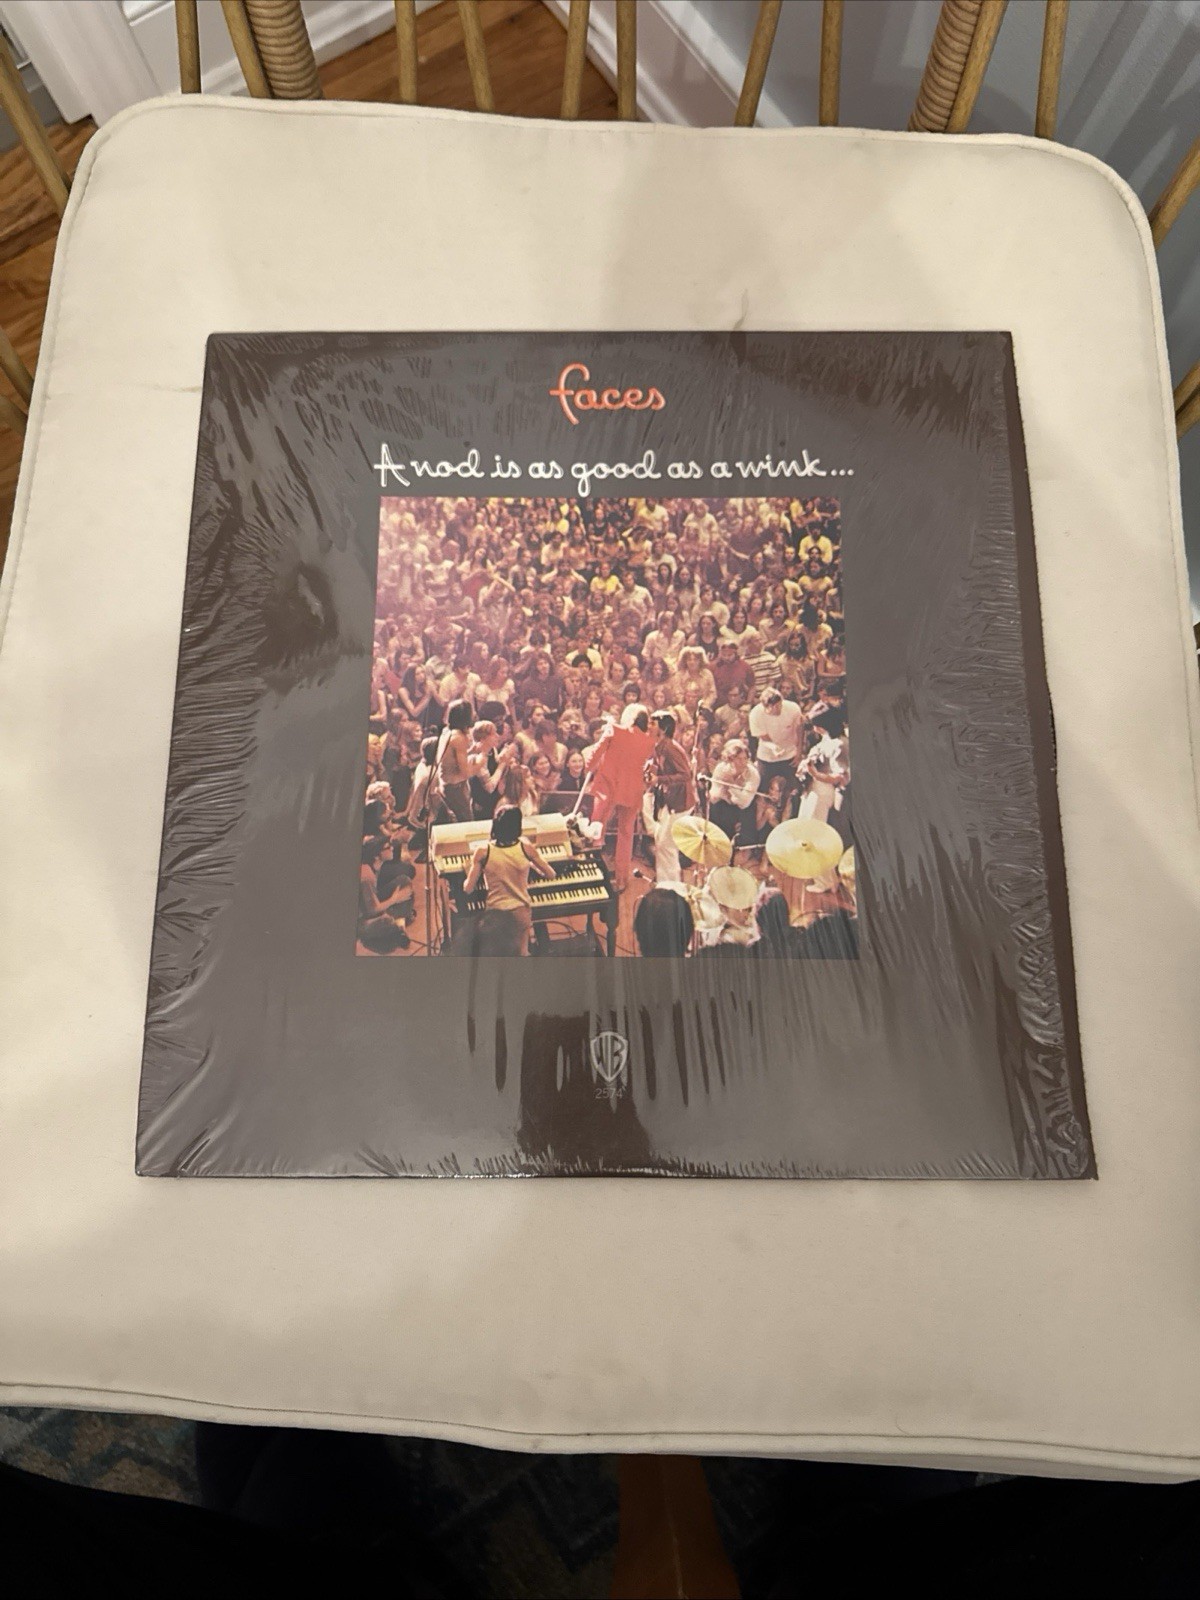 faces
A nod is as good as a wink...
WB
2574